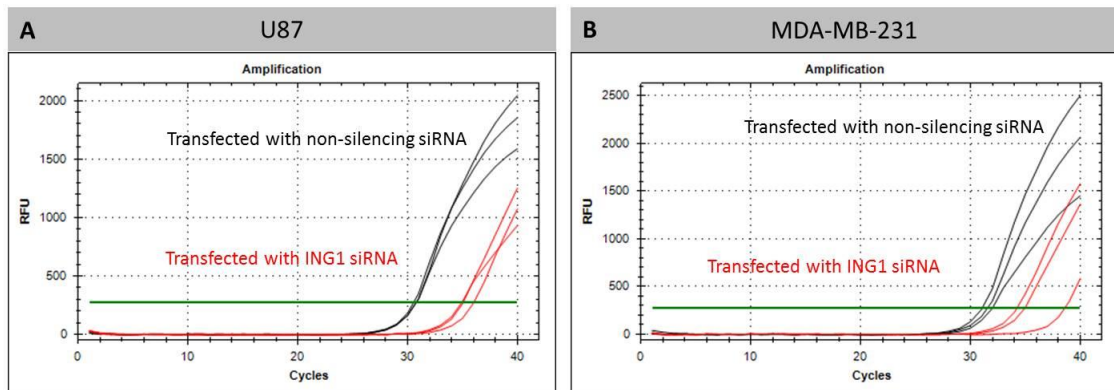 A
U87
Amplification
2000
1500
1000
500
0
RFU
Transfected with non-silencing siRNA
Transfected with ING1 siRNA
0
10
20
30
40
Cycles
B
MDA-MB-231
Amplification
2500
2000
1500
1000
500
0
RFU
Transfected with non-silencing siRNA
Transfected with ING1 siRNA
0
10
20
30
40
Cycles